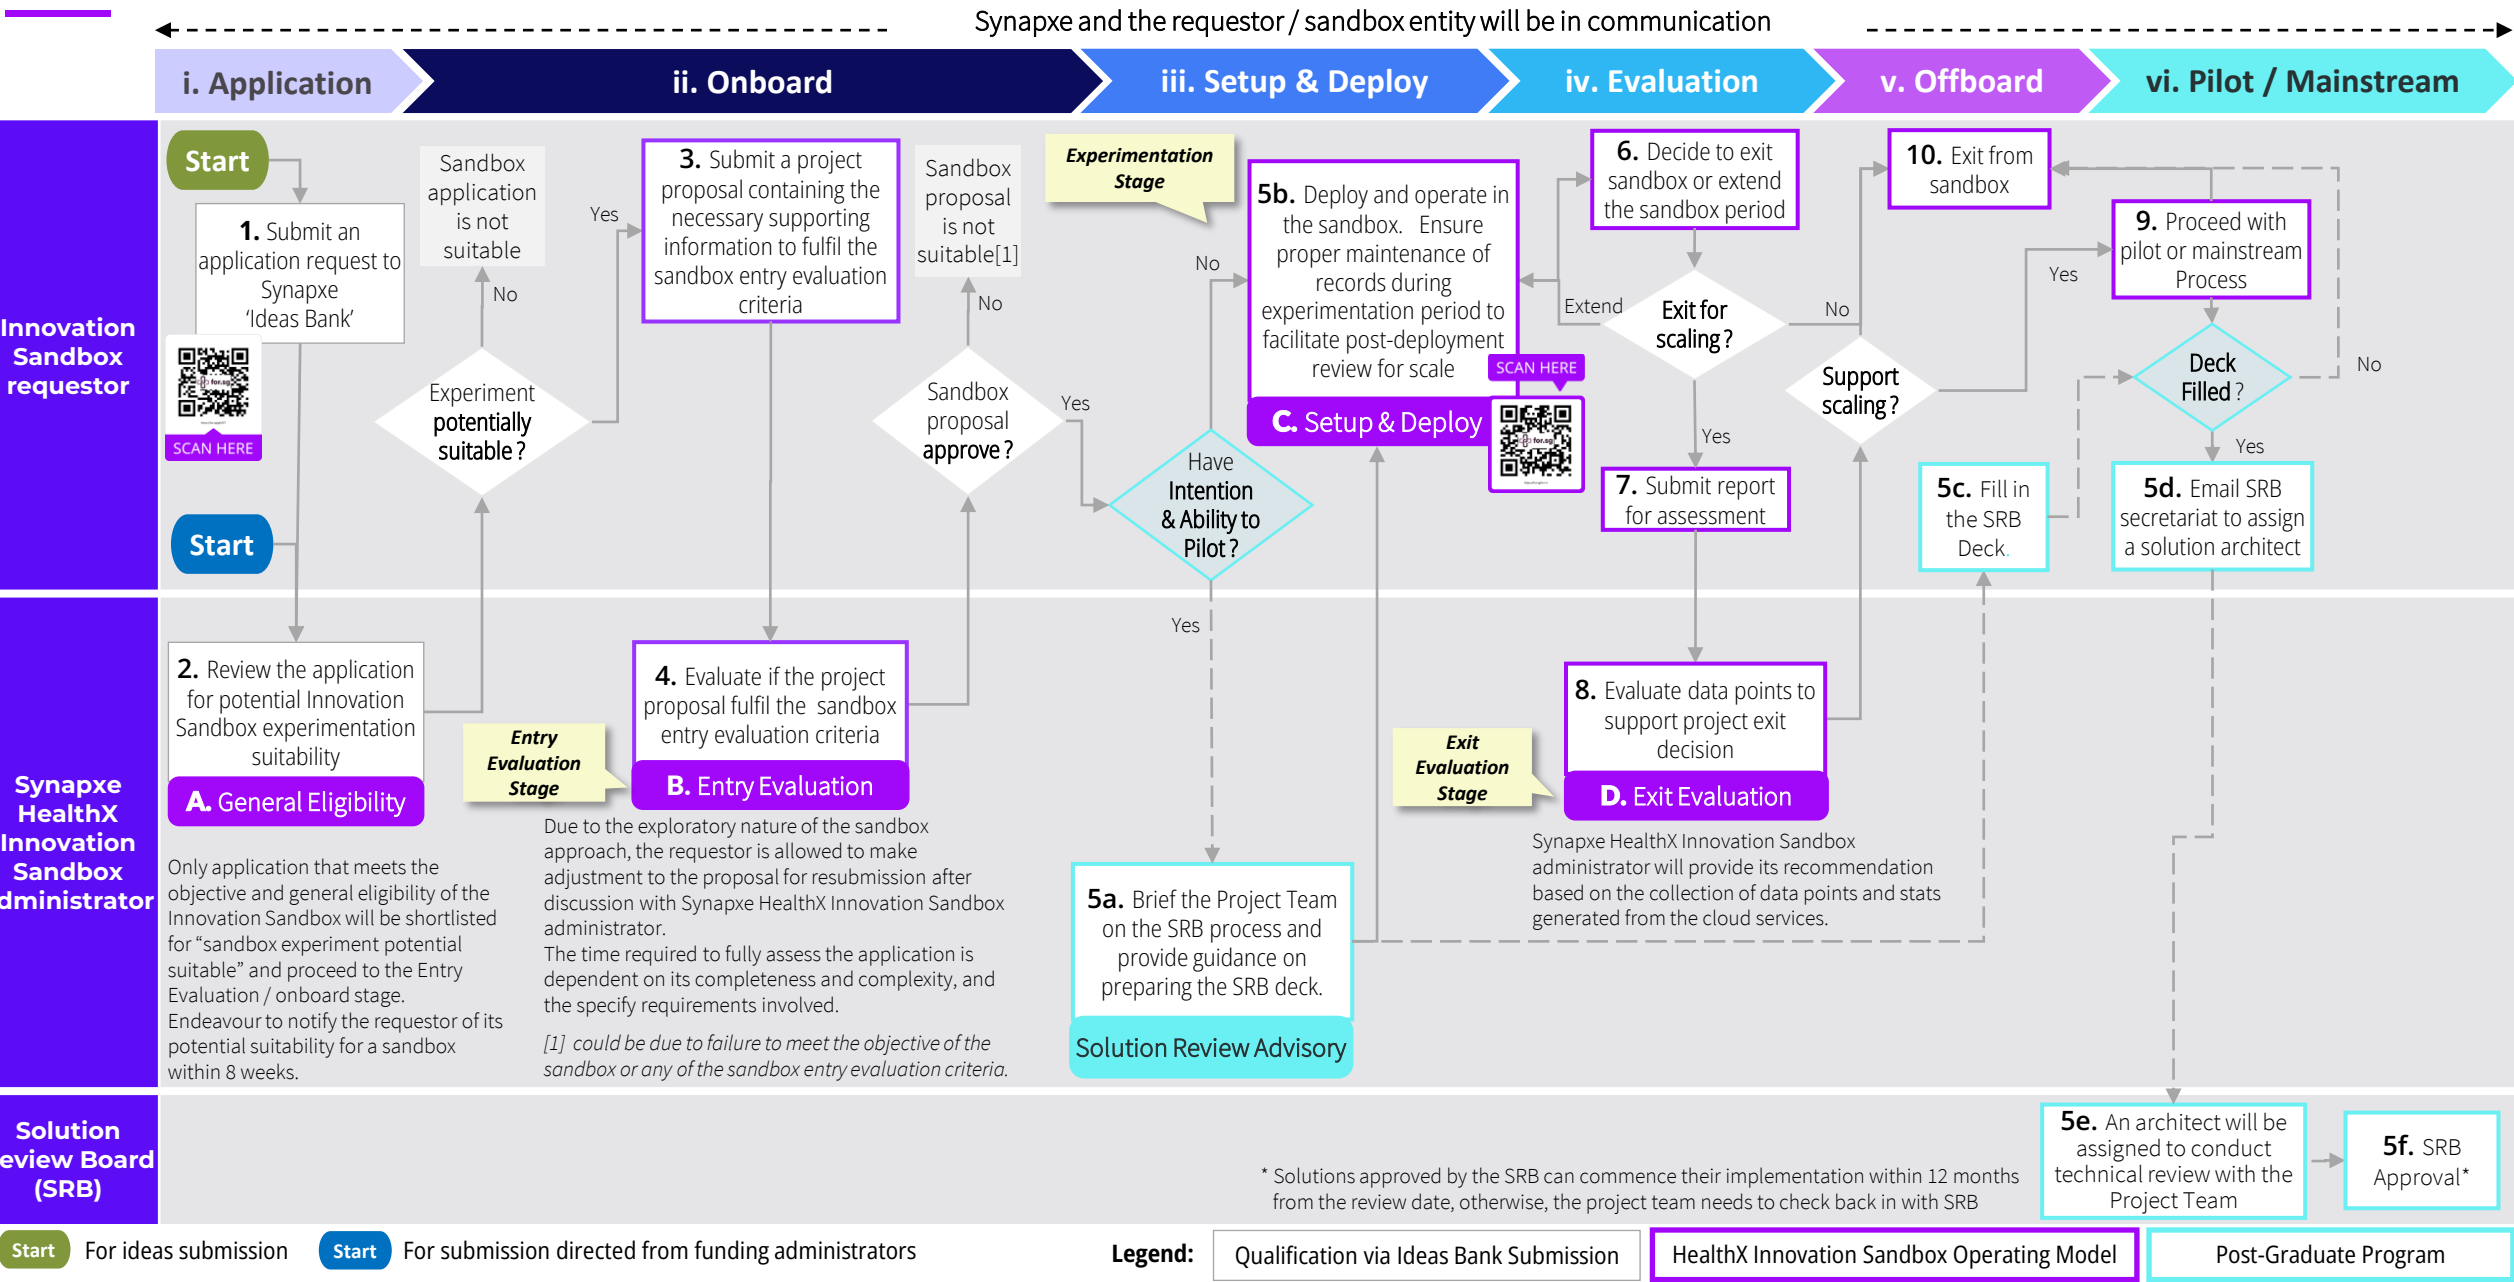 Synapxe and the requestor / sandbox entity will be in communication
i. Application
ii. Onboard
iii. Setup & Deploy
iv. Evaluation
v. Offboard
vi. Pilot / Mainstream
Innovation
Sandbox
requestor
Start
1. Submit an
application request to
Synapxe
'Ideas Bank'
for.sg
SCAN HERE
Start
Sandbox
application
is not
suitable
No
Experiment
potentially
suitable ?
Yes
3. Submit a project
proposal containing the
necessary supporting
information to fulfil the
sandbox entry evaluation
criteria
Sandbox
proposal
is not
suitable[1]
No
Sandbox
proposal
approve ?
Yes
Experimentation
Stage
No
Have
Intention
& Ability to
Pilot ?
Yes
5b. Deploy and operate in
the sandbox. Ensure
proper maintenance of
records during
experimentation period to
facilitate post-deployment
review for scale
C. Setup & Deploy
SCAN HERE
for.sg
6. Decide to exit
sandbox or extend
the sandbox period
Extend
Exit for
scaling ?
No
Yes
7. Submit report
for assessment
10. Exit from
sandbox
Support
scaling ?
Yes
9. Proceed with
pilot or mainstream
Process
Deck
Filled ?
No
Yes
5c. Fill in
the SRB
Deck.
5d. Email SRB
secretariat to assign
a solution architect
Synapxe
HealthX
Innovation
Sandbox
dministrator
2. Review the application
for potential Innovation
Sandbox experimentation
suitability
A. General Eligibility
Only application that meets the
objective and general eligibility of the
Innovation Sandbox will be shortlisted
for “sandbox experiment potential
suitable” and proceed to the Entry
Evaluation / onboard stage.
Endeavour to notify the requestor of its
potential suitability for a sandbox
within 8 weeks.
Entry
Evaluation
Stage
4. Evaluate if the project
proposal fulfil the sandbox
entry evaluation criteria
B. Entry Evaluation
Due to the exploratory nature of the sandbox
approach, the requestor is allowed to make
adjustment to the proposal for resubmission after
discussion with Synapxe HealthX Innovation Sandbox
administrator.
The time required to fully assess the application is
dependent on its completeness and complexity, and
the specify requirements involved.
[1] could be due to failure to meet the objective of the
sandbox or any of the sandbox entry evaluation criteria.
5a. Brief the Project Team
on the SRB process and
provide guidance on
preparing the SRB deck.
Solution Review Advisory
Exit
Evaluation
Stage
8. Evaluate data points to
support project exit
decision
D. Exit Evaluation
Synapxe HealthX Innovation Sandbox
administrator will provide its recommendation
based on the collection of data points and stats
generated from the cloud services.
Solution
eview Board
(SRB)
* Solutions approved by the SRB can commence their implementation within 12 months
from the review date, otherwise, the project team needs to check back in with SRB
5e. An architect will be
assigned to conduct
technical review with the
Project Team
5f. SRB
Approval*
Start
For ideas submission
Start
For submission directed from funding administrators
Legend:
Qualification via Ideas Bank Submission
HealthX Innovation Sandbox Operating Model
Post-Graduate Program